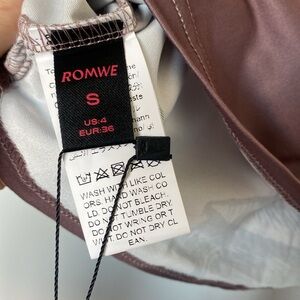 ROMWE
S
US:4
EUR:36
WASH WITH LIKE COL
ORS. HAND WASH CO
LD. DO NOT BLEACH.
DO NOT TUMBLE DRY.
DO NOT WRING OR T
WIST. DO NOT DRY CL
EAN.